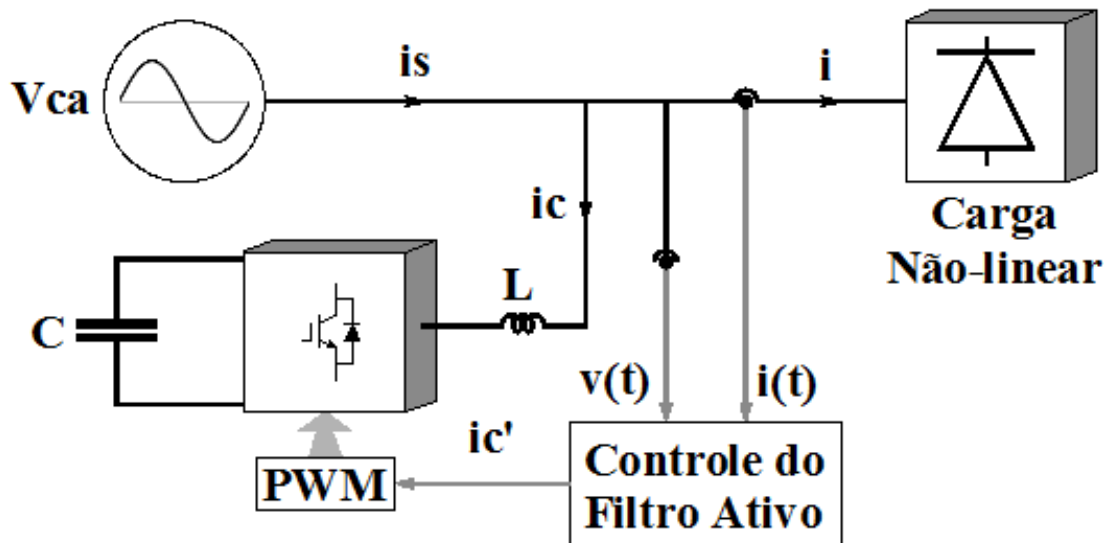 Vca
is
i
ic
Carga
Não-linear
C
L
v(t)
i(t)
ic'
PWM
Controle do
Filtro Ativo